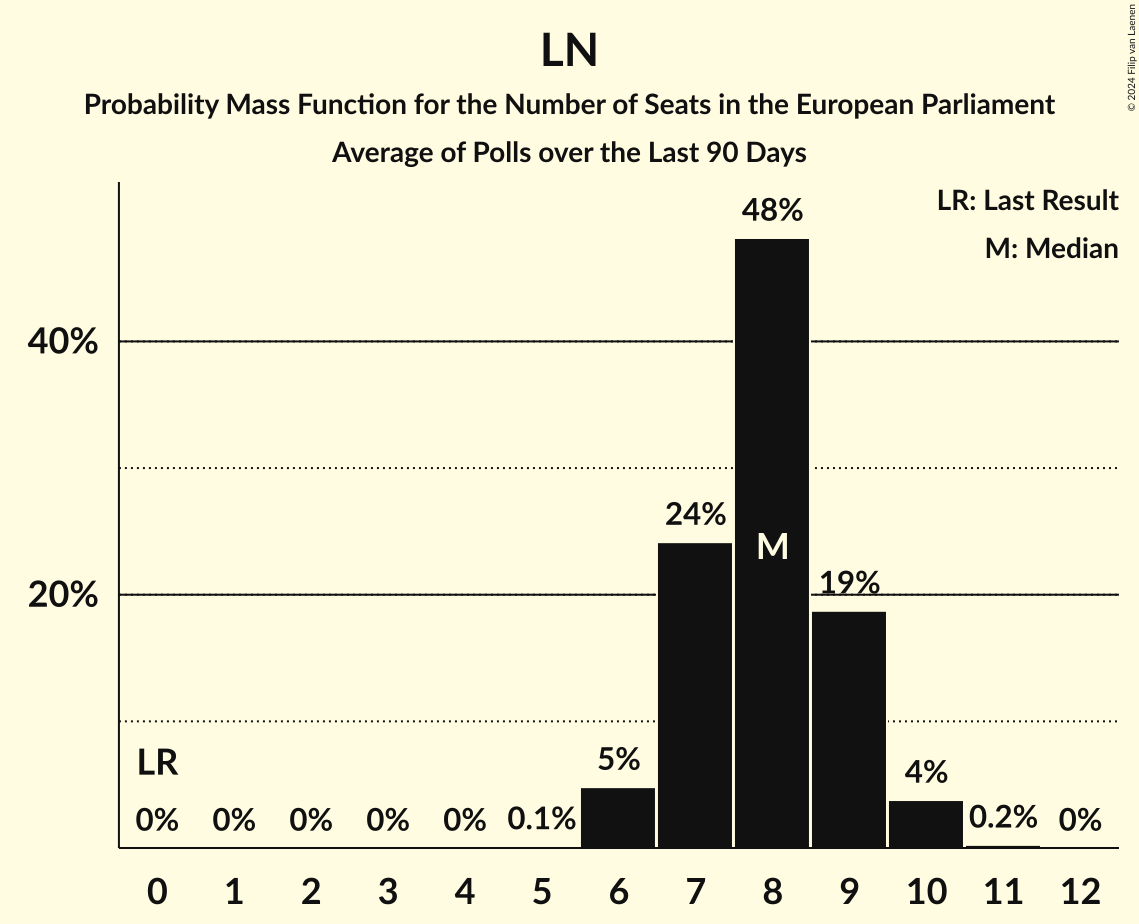 LN
Probability Mass Function for the Number of Seats in the European Parliament
Average of Polls over the Last 90 Days
© 2024 Filip van Laenen
LR: Last Result
M: Median
48%
40%
24%
M
20%
19%
LR
5%
4%
0% 0% 0% 0% 0% 0.1% 0.2% 0%
0 1 2 3 4 5 6 7 8 9 10 11 12